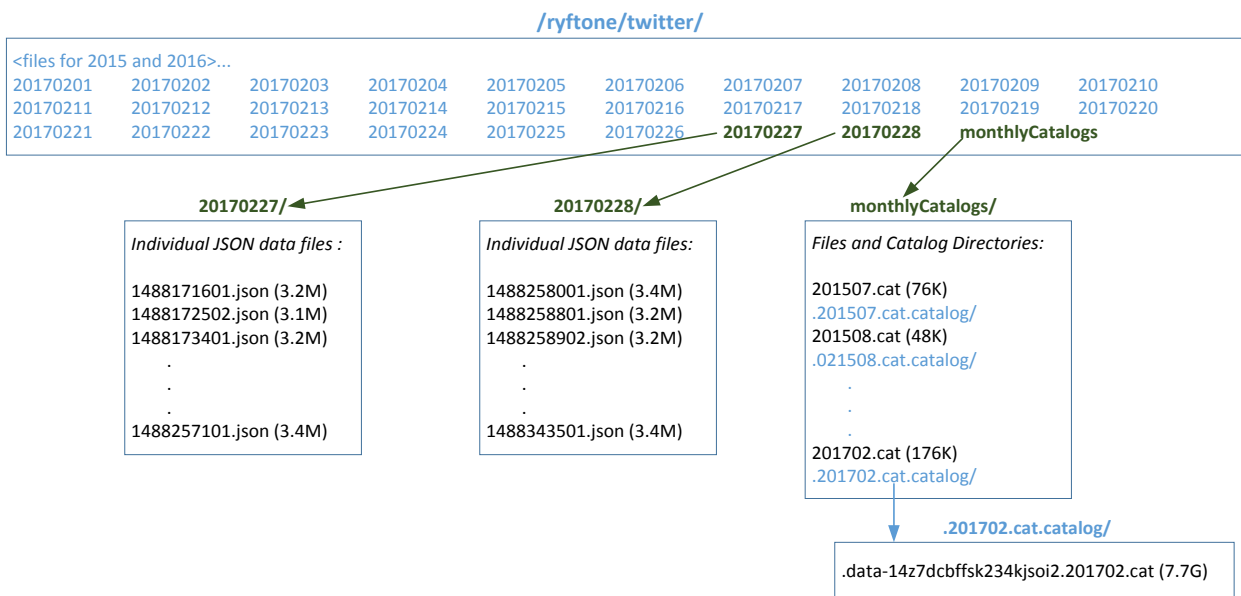 /ryftone/twitter/
<files for 2015 and 2016>...
20170201 20170202 20170203 20170204 20170205 20170206 20170207 20170208 20170209 20170210
20170211 20170212 20170213 20170214 20170215 20170216 20170217 20170218 20170219 20170220
20170221 20170222 20170223 20170224 20170225 20170226 20170227 20170228 monthlyCatalogs
20170227/
Individual JSON data files :
1488171601.json (3.2M)
1488172502.json (3.1M)
1488173401.json (3.2M)
.
.
.
1488257101.json (3.4M)
20170228/
Individual JSON data files:
1488258001.json (3.4M)
1488258801.json (3.2M)
1488258902.json (3.2M)
.
.
.
1488343501.json (3.4M)
monthlyCatalogs/
Files and Catalog Directories:
201507.cat (76K)
.201507.cat.catalog/
201508.cat (48K)
.021508.cat.catalog/
.
.
.
201702.cat (176K)
.201702.cat.catalog/
.201702.cat.catalog/
.data-14z7dcbffsk234kjsoi2.201702.cat (7.7G)